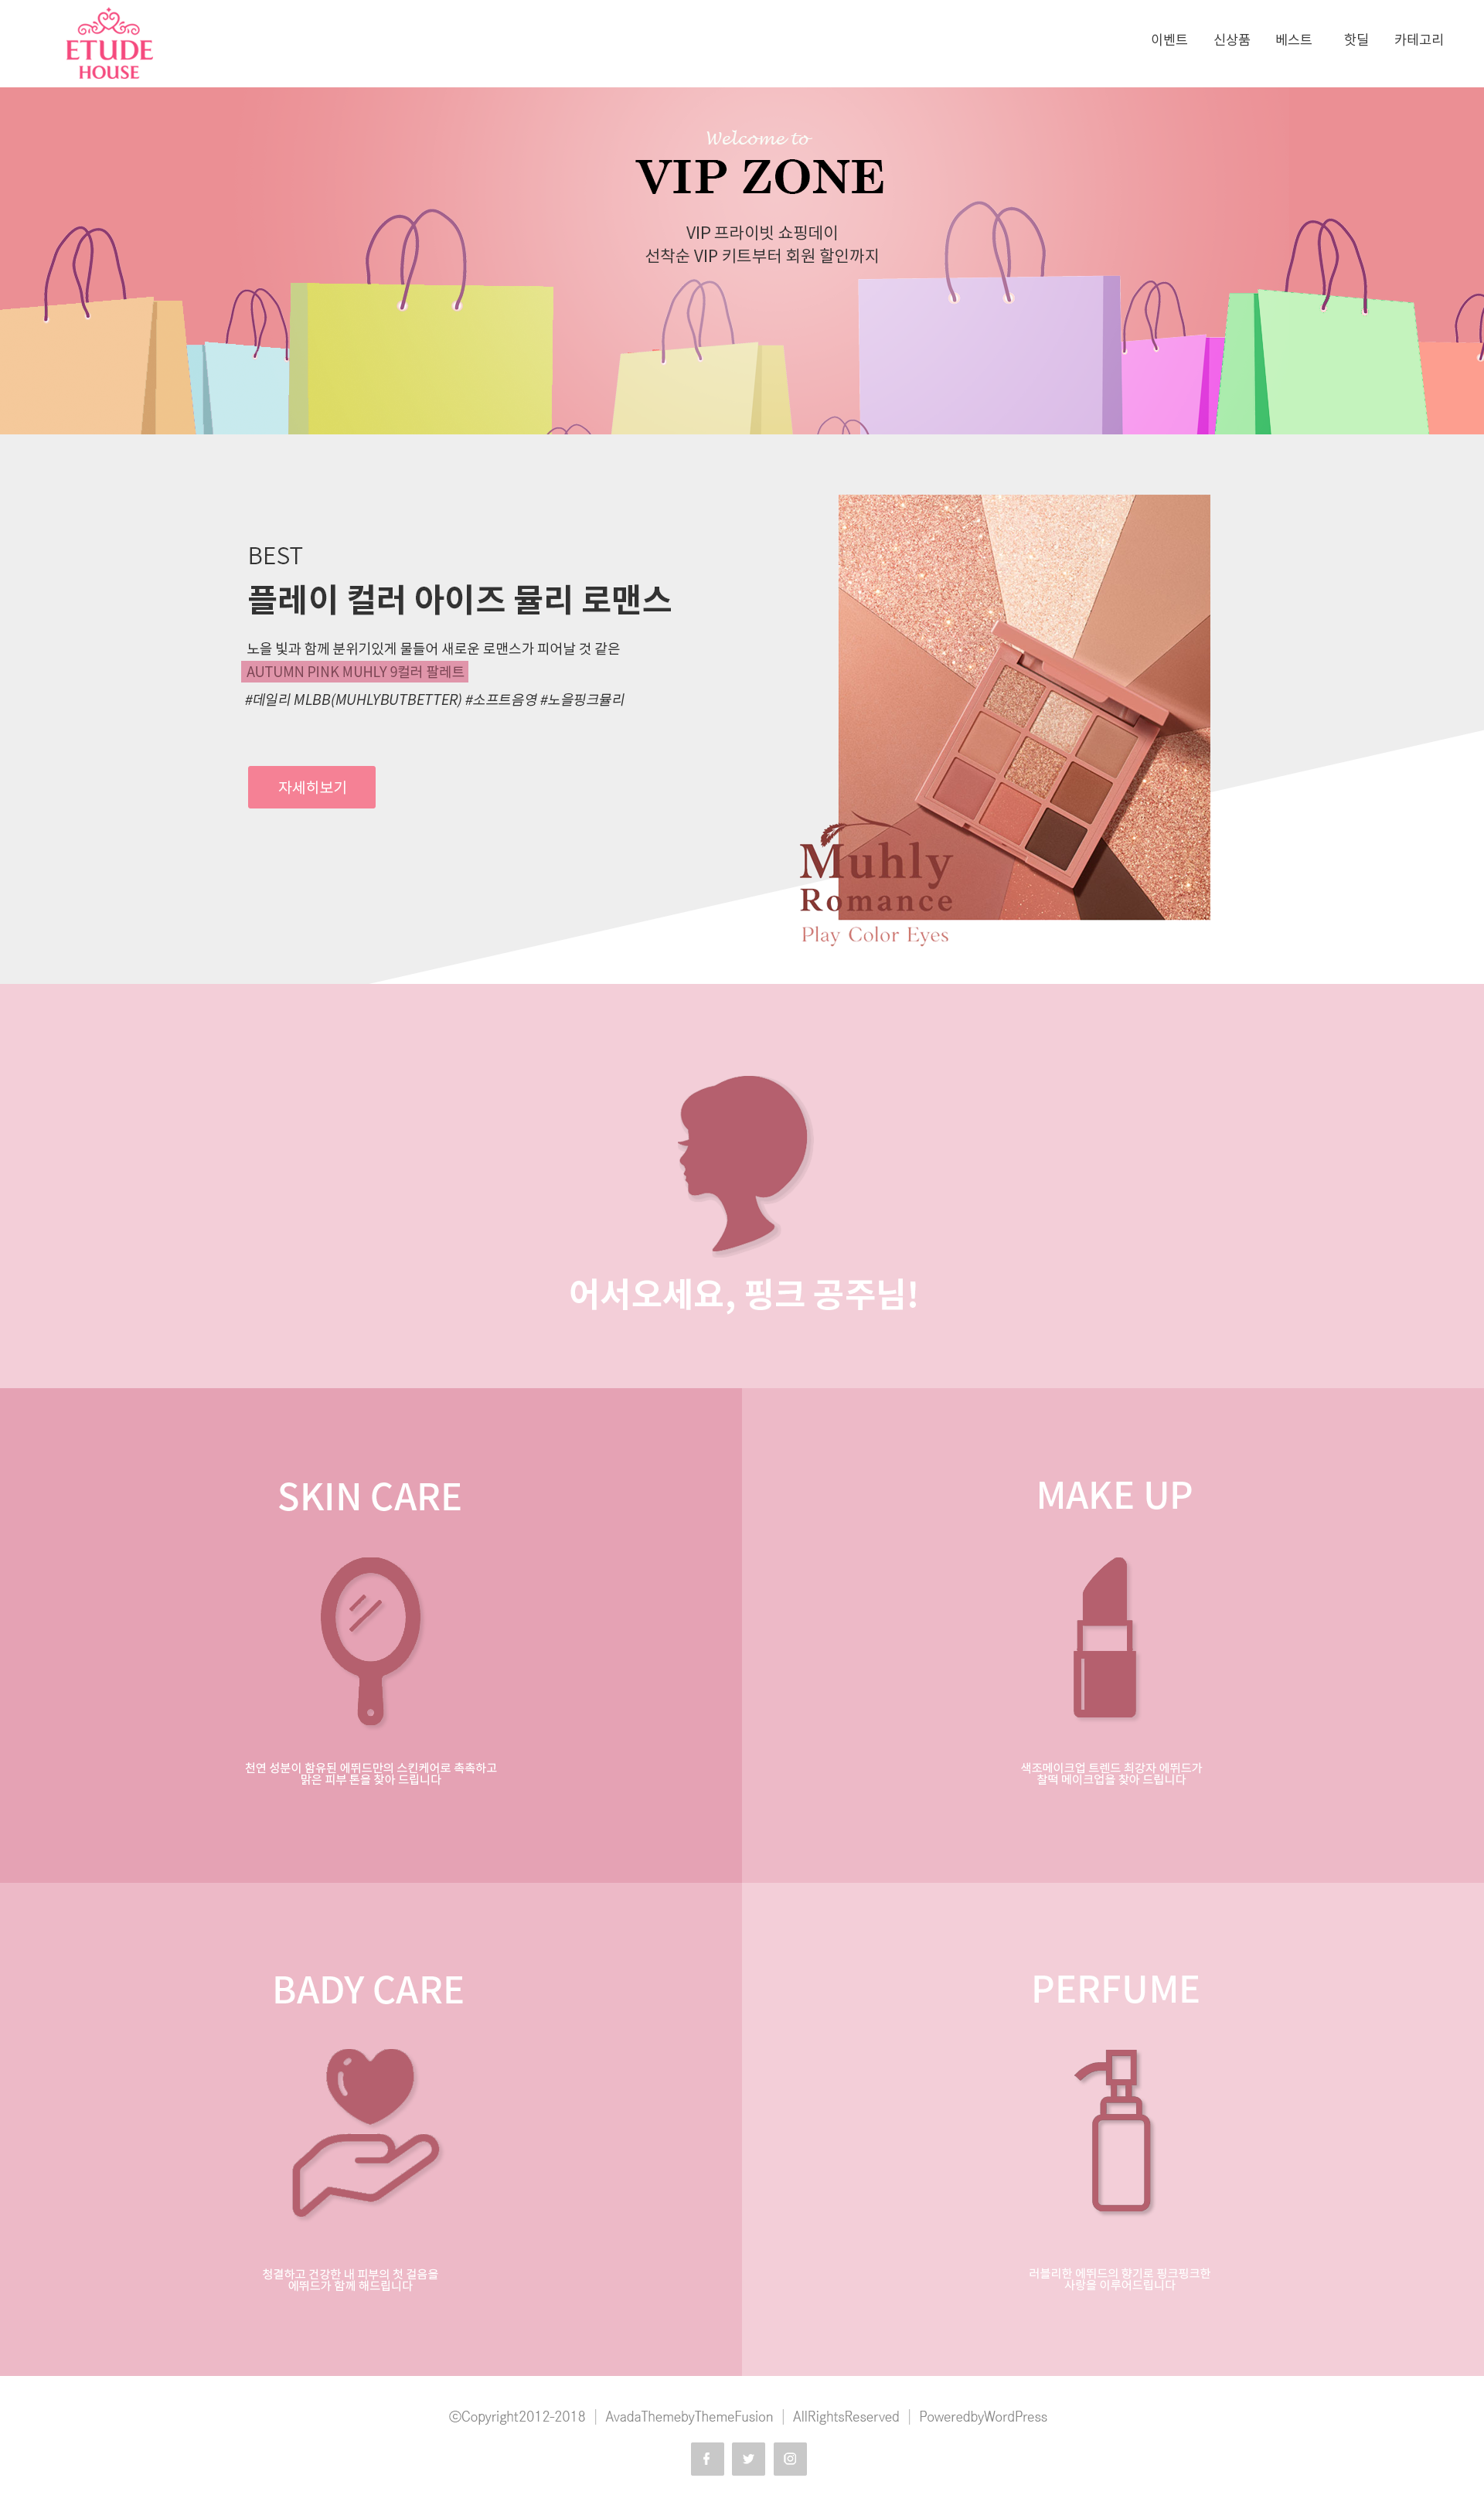 ETUDE
HOUSE
이벤트 신상품 베스트 핫딜 카테고리
Welcome to
VIP ZONE
VIP 프라이빗 쇼핑데이
선착순 VIP 키트부터 회원 할인까지
BEST
플레이 컬러 아이즈 뮬리 로맨스
노을 빛과 함께 분위기있게 물들어 새로운 로맨스가 피어날 것 같은
AUTUMN PINK MUHLY 9컬러 팔레트
#데일리 MLBB(MUHLYBUTBETTER) #소프트음영 #노을핑크뮬리
자세히보기
Muhly
Romance
Play Color Eyes
어서오세요, 핑크 공주님!
SKIN CARE
천연 성분이 함유된 에뛰드만의 스킨케어로 촉촉하고
맑은 피부 톤을 찾아 드립니다
MAKE UP
색조메이크업 트렌드 최강자 에뛰드가
찰떡 메이크업을 찾아 드립니다
BADY CARE
청결하고 건강한 내 피부의 첫 걸음을
에뛰드가 함께 해드립니다
PERFUME
러블리한 에뛰드의 향기로 핑크핑크한
사랑을 이루어드립니다
©Copyright2012-2018 | AvadaThemebyThemeFusion | AllRightsReserved | PoweredbyWordPress